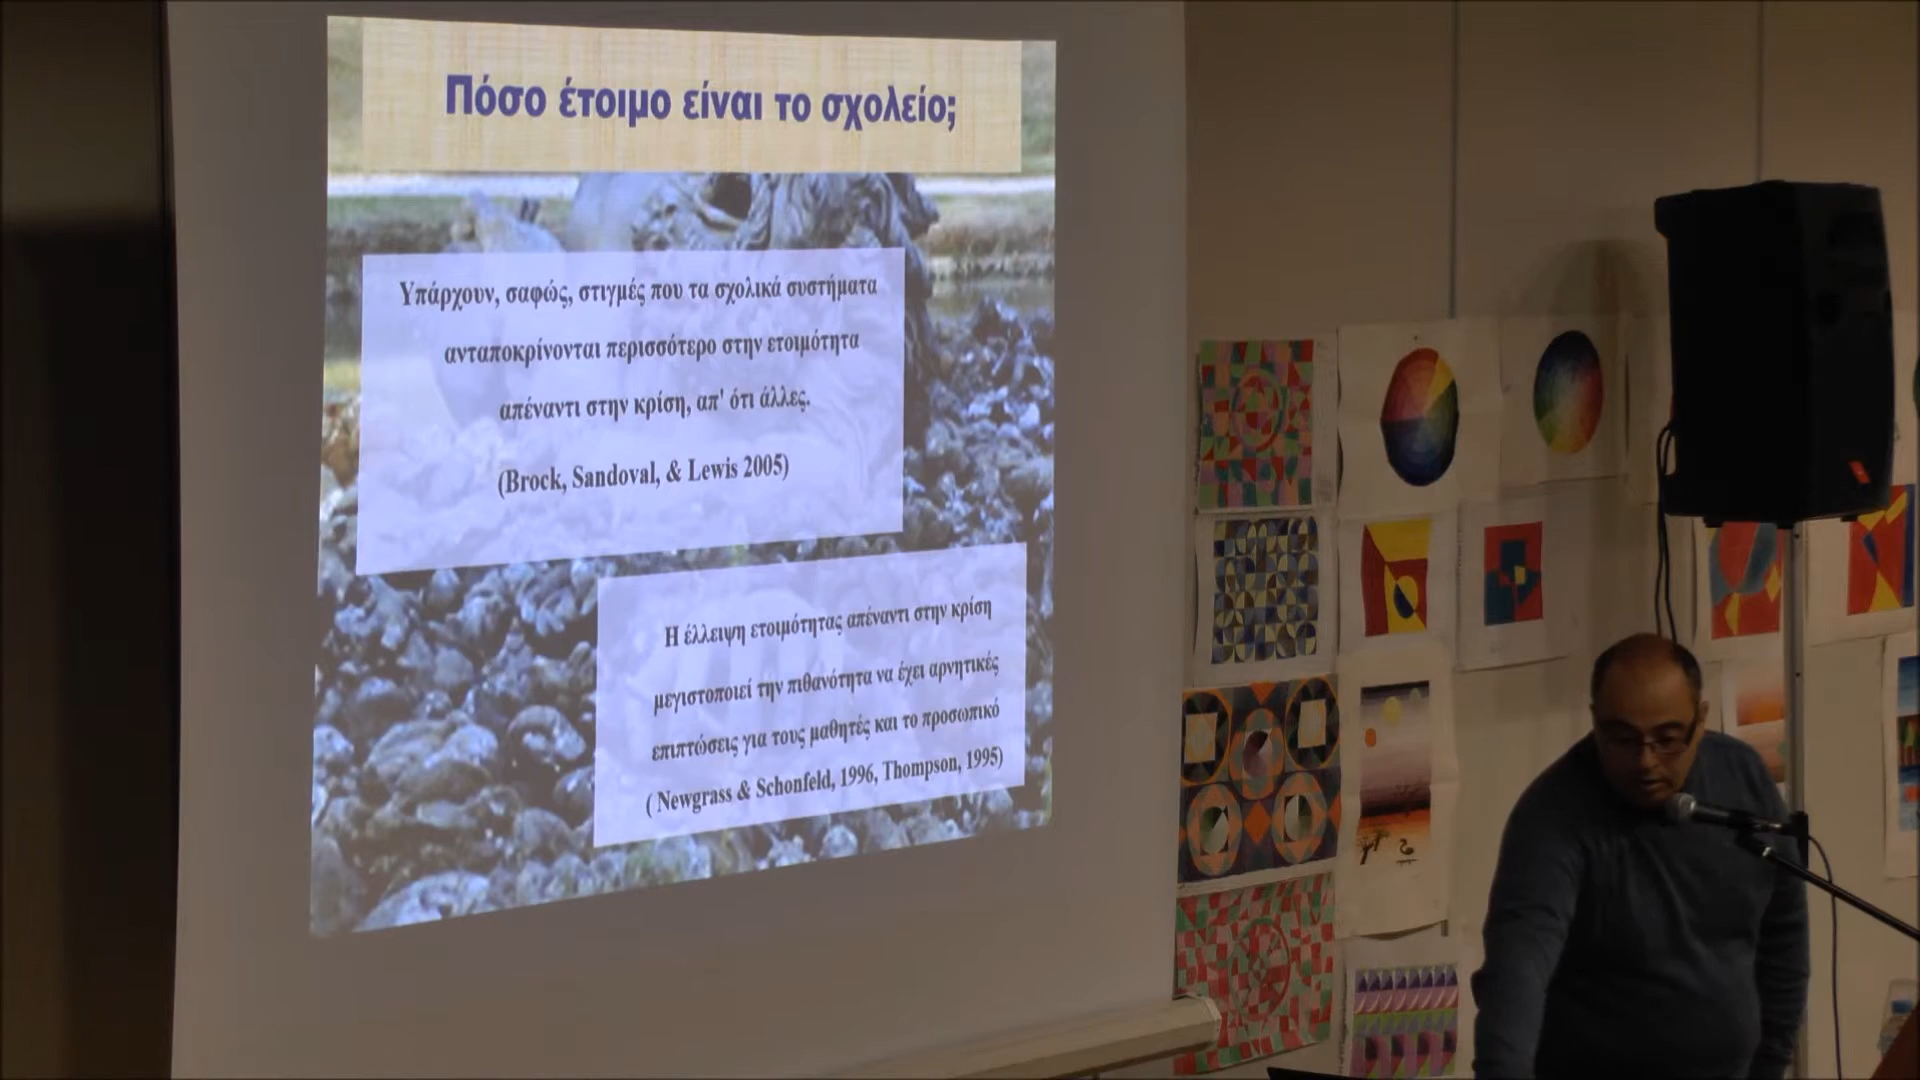 Πόσο έτοιμο είναι το σχολείο;
Υπάρχουν, σαφώς, στιγμές που τα σχολικά συστήματα
ανταποκρίνονται περισσότερο στην ετοιμότητα
απέναντι στην κρίση, απ' ότι άλλες.
(Brock, Sandoval, & Lewis 2005)
Η έλλειψη ετοιμότητας απέναντι στην κρίση
μεγιστοποιεί την πιθανότητα να έχει αρνητικές
επιπτώσεις για τους μαθητές και το προσωπικό
( Newgrass & Schonfeld, 1996, Thompson, 1995)